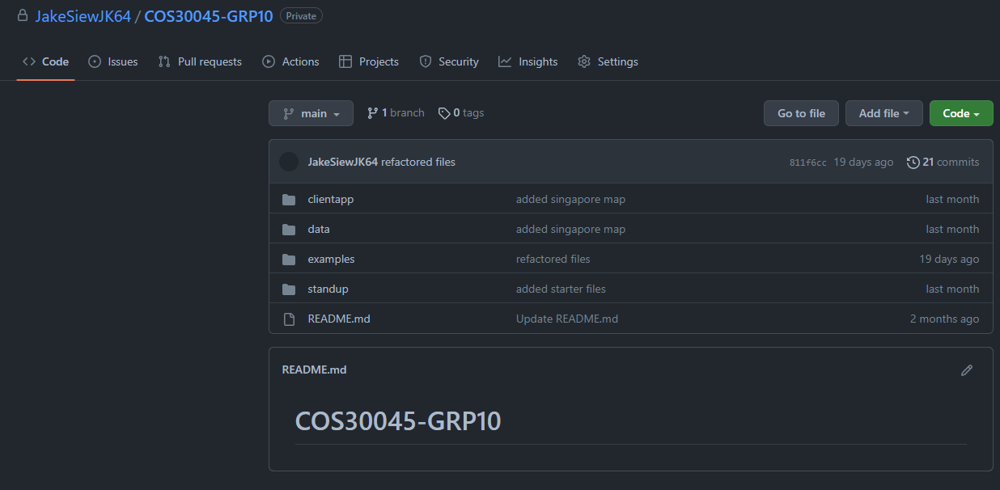 JakeSiewJK64 / COS30045-GRP10 Private
Code Issues Pull requests Actions Projects Security Insights Settings
main 1 branch 0 tags Go to file Add file Code
JakeSiewJK64 refactored files 811f6cc 19 days ago 21 commits
clientapp added singapore map last month
data added singapore map last month
examples refactored files 19 days ago
standup added starter files last month
README.md Update README.md 2 months ago
README.md
COS30045-GRP10